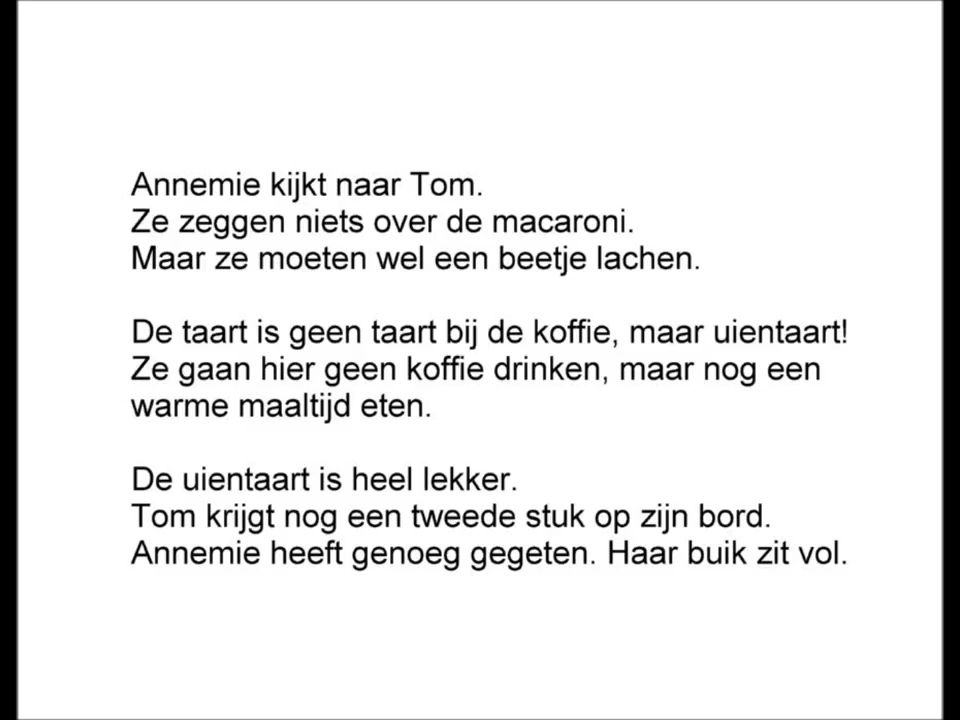 Annemie kijkt naar Tom.
Ze zeggen niets over de macaroni.
Maar ze moeten wel een beetje lachen.
De taart is geen taart bij de koffie, maar uientaart!
Ze gaan hier geen koffie drinken, maar nog een
warme maaltijd eten.
De uientaart is heel lekker.
Tom krijgt nog een tweede stuk op zijn bord.
Annemie heeft genoeg gegeten. Haar buik zit vol.